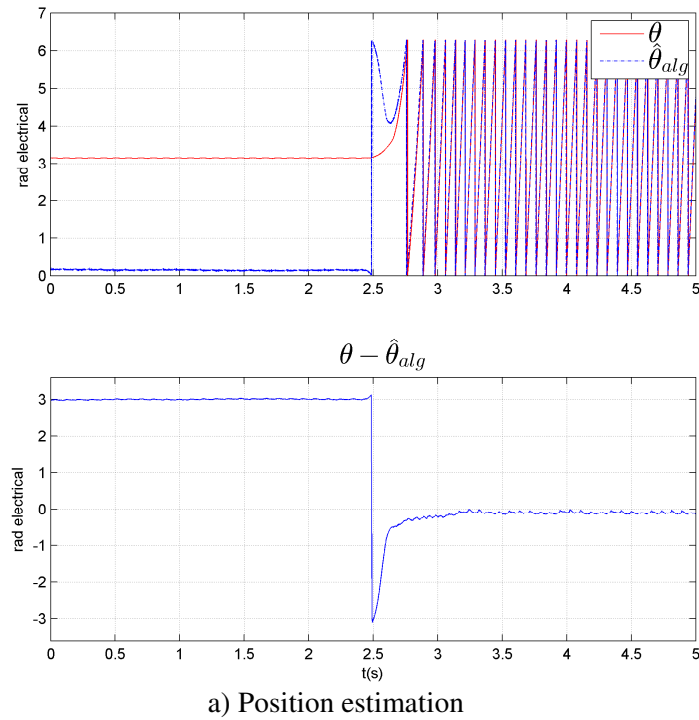 7
6
5
4
3
2
1
0
rad electrical
θ
θ̂alg
0 0.5 1 1.5 2 2.5 3 3.5 4 4.5 5
θ − θ̂alg
3
2
1
0
-1
-2
-3
rad electrical
0 0.5 1 1.5 2 2.5 3 3.5 4 4.5 5
t(s)
a) Position estimation